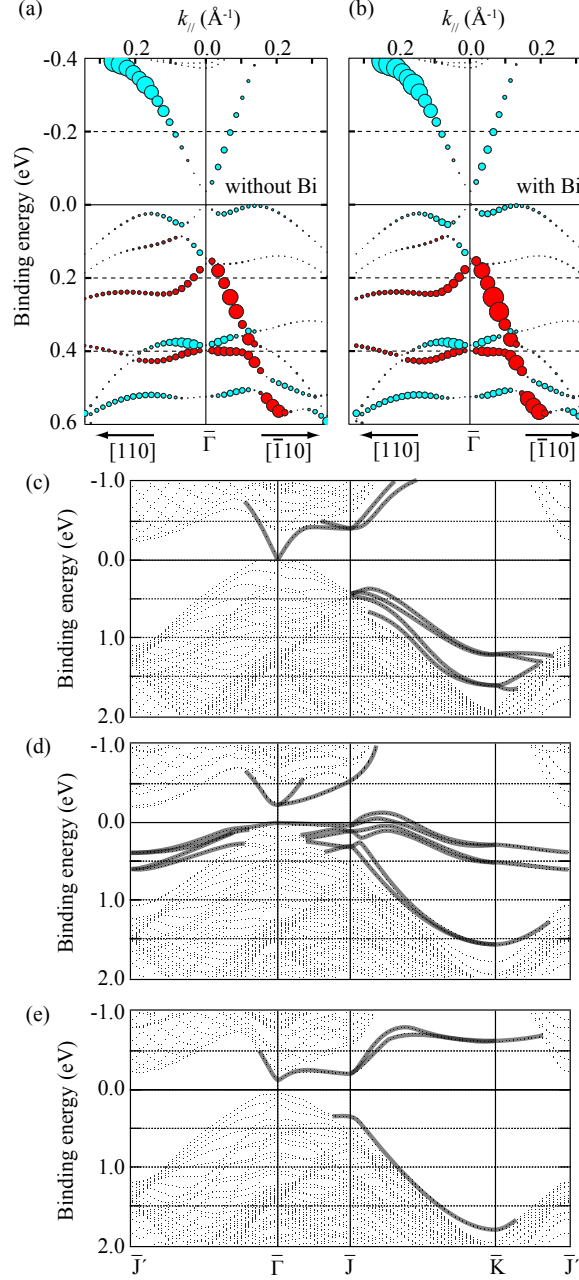 (a) k// (Å-1) (b) k// (Å-1)
0.2 0.0 0.2 0.2 0.0 0.2
-0.4
-0.2
0.0
0.2
0.4
0.6
Binding energy (eV)
without Bi
with Bi
[110] Γ̅ [1̅10] [110] Γ̅ [1̅10]
(c)
-1.0
0.0
1.0
2.0
Binding energy (eV)
(d)
-1.0
0.0
1.0
2.0
Binding energy (eV)
(e)
-1.0
0.0
1.0
2.0
Binding energy (eV)
J̅′ Γ̅ J̅ K̅ J̅′